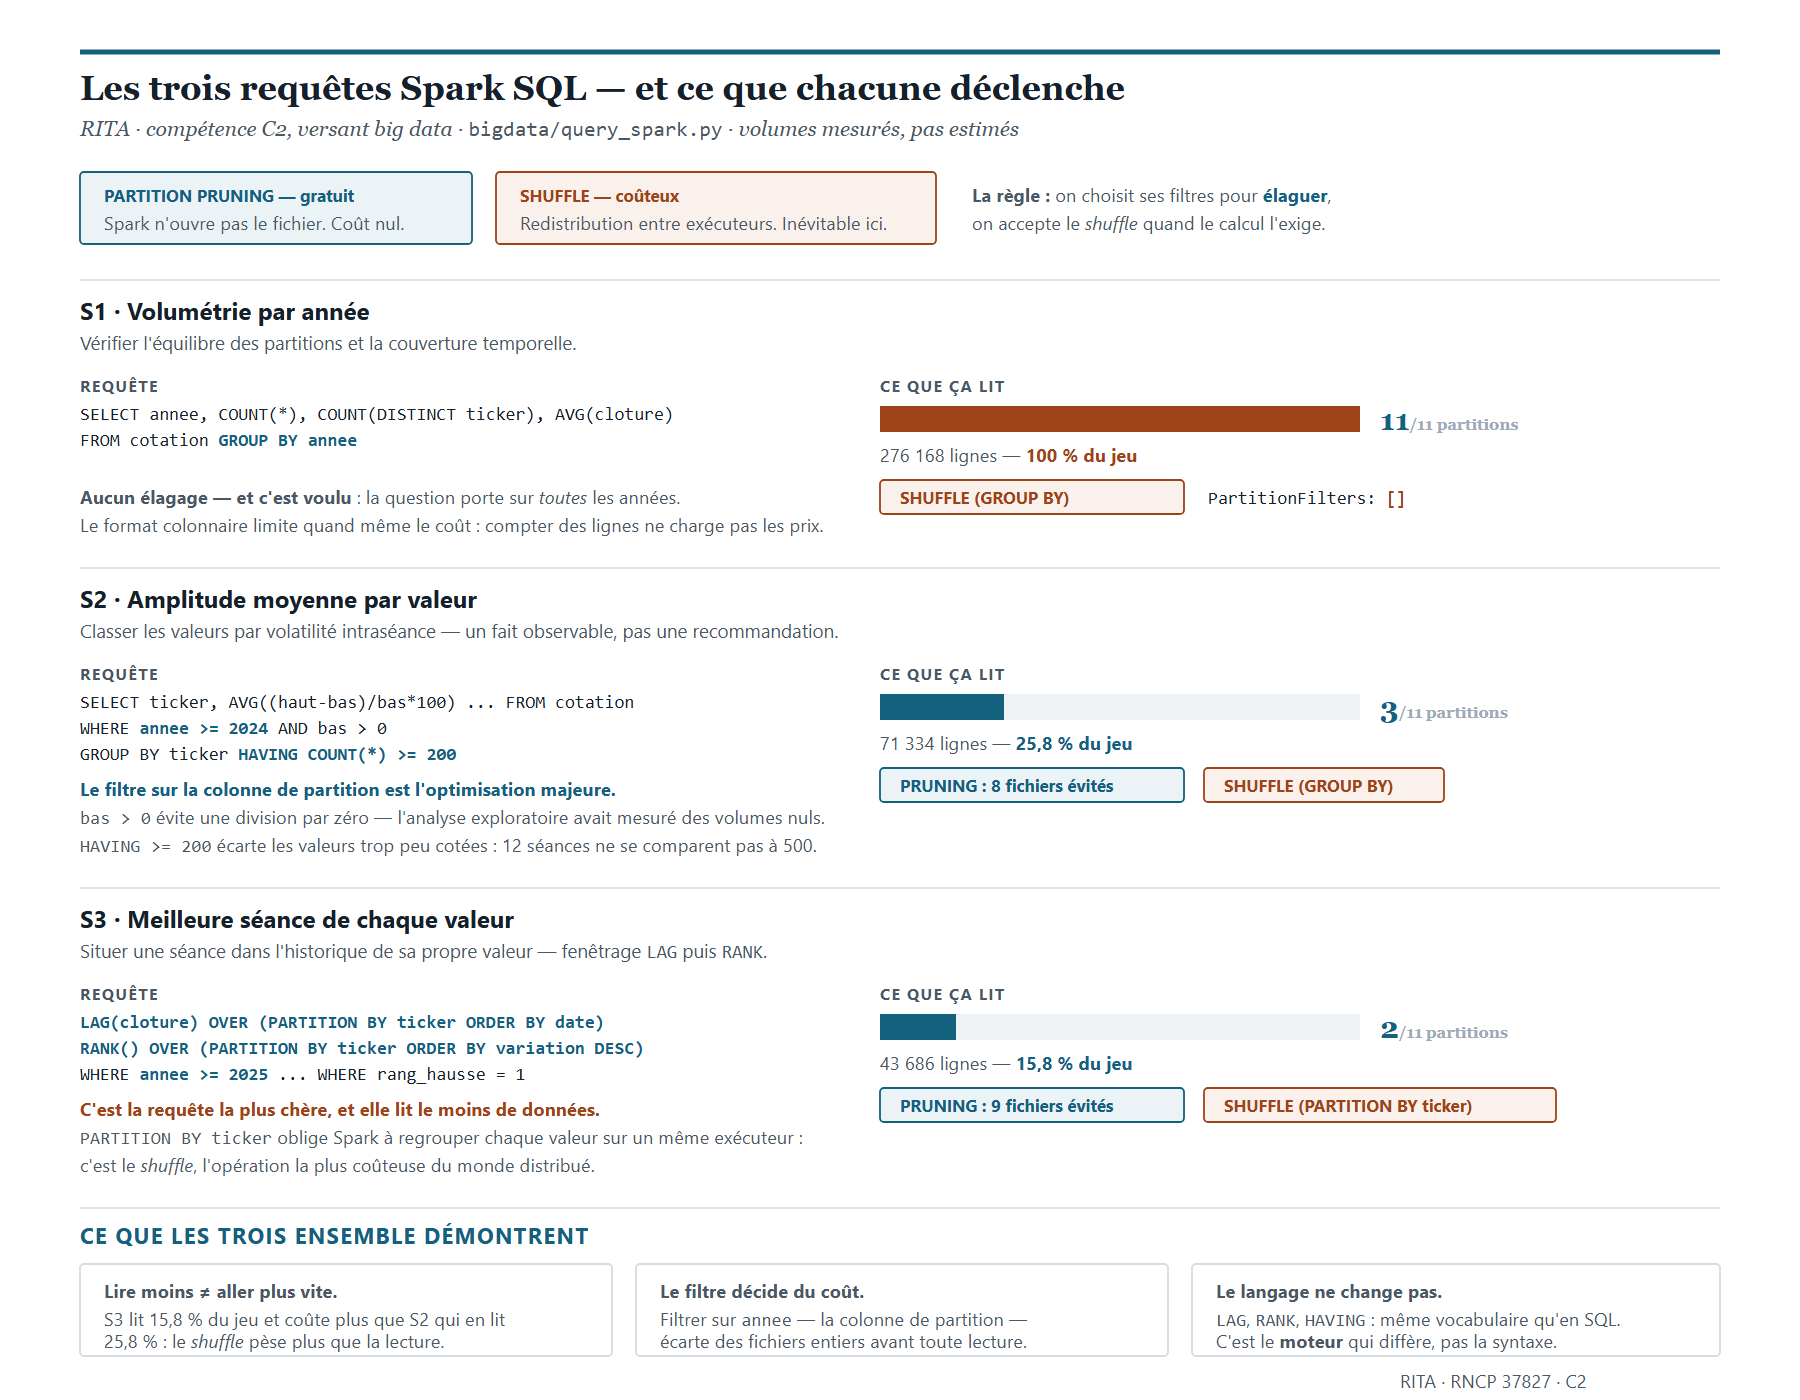 Les trois requêtes Spark SQL — et ce que chacune déclenche
RITA · compétence C2, versant big data · bigdata/query_spark.py · volumes mesurés, pas estimés
PARTITION PRUNING — gratuit
Spark n'ouvre pas le fichier. Coût nul.
SHUFFLE — coûteux
Redistribution entre exécuteurs. Inévitable ici.
La règle : on choisit ses filtres pour élaguer,
on accepte le shuffle quand le calcul l'exige.
S1 · Volumétrie par année
Vérifier l'équilibre des partitions et la couverture temporelle.
REQUÊTE
SELECT annee, COUNT(*), COUNT(DISTINCT ticker), AVG(cloture)
FROM cotation GROUP BY annee
Aucun élagage — et c'est voulu : la question porte sur toutes les années.
Le format colonnaire limite quand même le coût : compter des lignes ne charge pas les prix.
CE QUE ÇA LIT
11/11 partitions
276 168 lignes — 100 % du jeu
SHUFFLE (GROUP BY)
PartitionFilters: []
S2 · Amplitude moyenne par valeur
Classer les valeurs par volatilité intraséance — un fait observable, pas une recommandation.
REQUÊTE
SELECT ticker, AVG((haut-bas)/bas*100) ... FROM cotation
WHERE annee >= 2024 AND bas > 0
GROUP BY ticker HAVING COUNT(*) >= 200
Le filtre sur la colonne de partition est l'optimisation majeure.
bas > 0 évite une division par zéro — l'analyse exploratoire avait mesuré des volumes nuls.
HAVING >= 200 écarte les valeurs trop peu cotées : 12 séances ne se comparent pas à 500.
CE QUE ÇA LIT
3/11 partitions
71 334 lignes — 25,8 % du jeu
PRUNING : 8 fichiers évités
SHUFFLE (GROUP BY)
S3 · Meilleure séance de chaque valeur
Situer une séance dans l'historique de sa propre valeur — fenêtrage LAG puis RANK.
REQUÊTE
LAG(cloture) OVER (PARTITION BY ticker ORDER BY date)
RANK() OVER (PARTITION BY ticker ORDER BY variation DESC)
WHERE annee >= 2025 ... WHERE rang_hausse = 1
C'est la requête la plus chère, et elle lit le moins de données.
PARTITION BY ticker oblige Spark à regrouper chaque valeur sur un même exécuteur :
c'est le shuffle, l'opération la plus coûteuse du monde distribué.
CE QUE ÇA LIT
2/11 partitions
43 686 lignes — 15,8 % du jeu
PRUNING : 9 fichiers évités
SHUFFLE (PARTITION BY ticker)
CE QUE LES TROIS ENSEMBLE DÉMONTRENT
Lire moins ≠ aller plus vite.
S3 lit 15,8 % du jeu et coûte plus que S2 qui en lit
25,8 % : le shuffle pèse plus que la lecture.
Le filtre décide du coût.
Filtrer sur annee — la colonne de partition —
écarte des fichiers entiers avant toute lecture.
Le langage ne change pas.
LAG, RANK, HAVING : même vocabulaire qu'en SQL.
C'est le moteur qui diffère, pas la syntaxe.
RITA · RNCP 37827 · C2